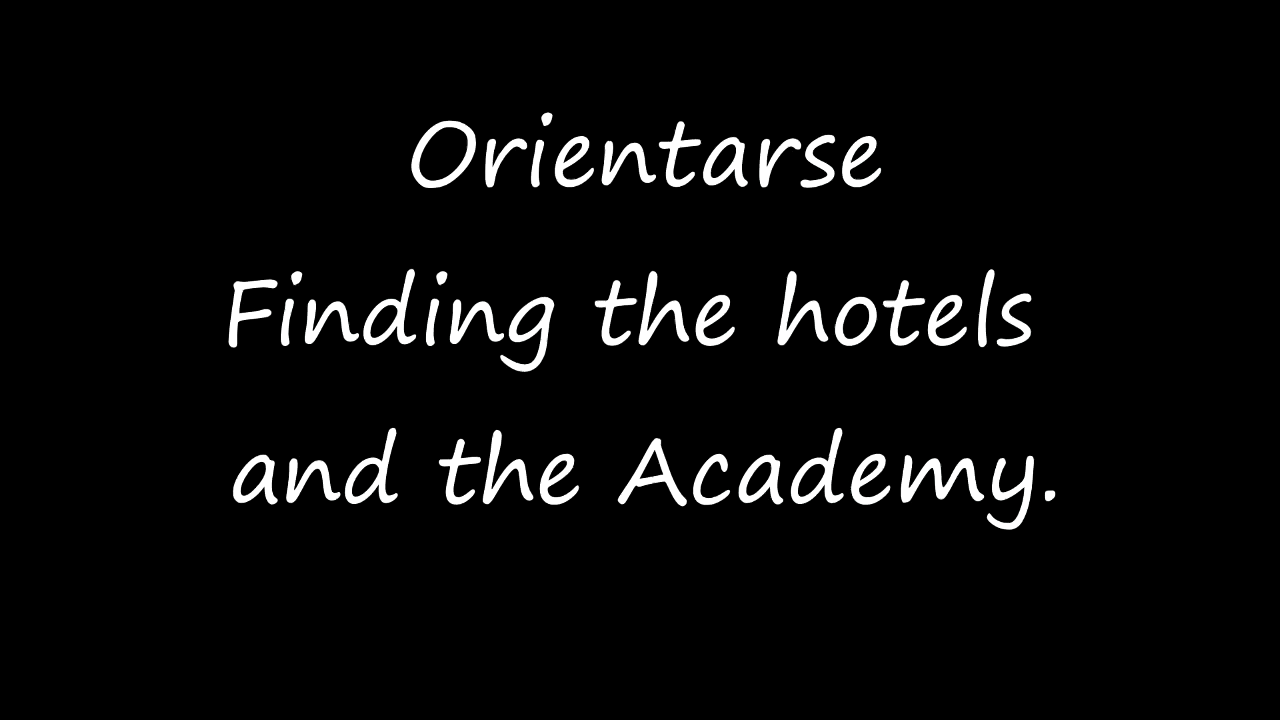 Orientarse
Finding the hotels
and the Academy.